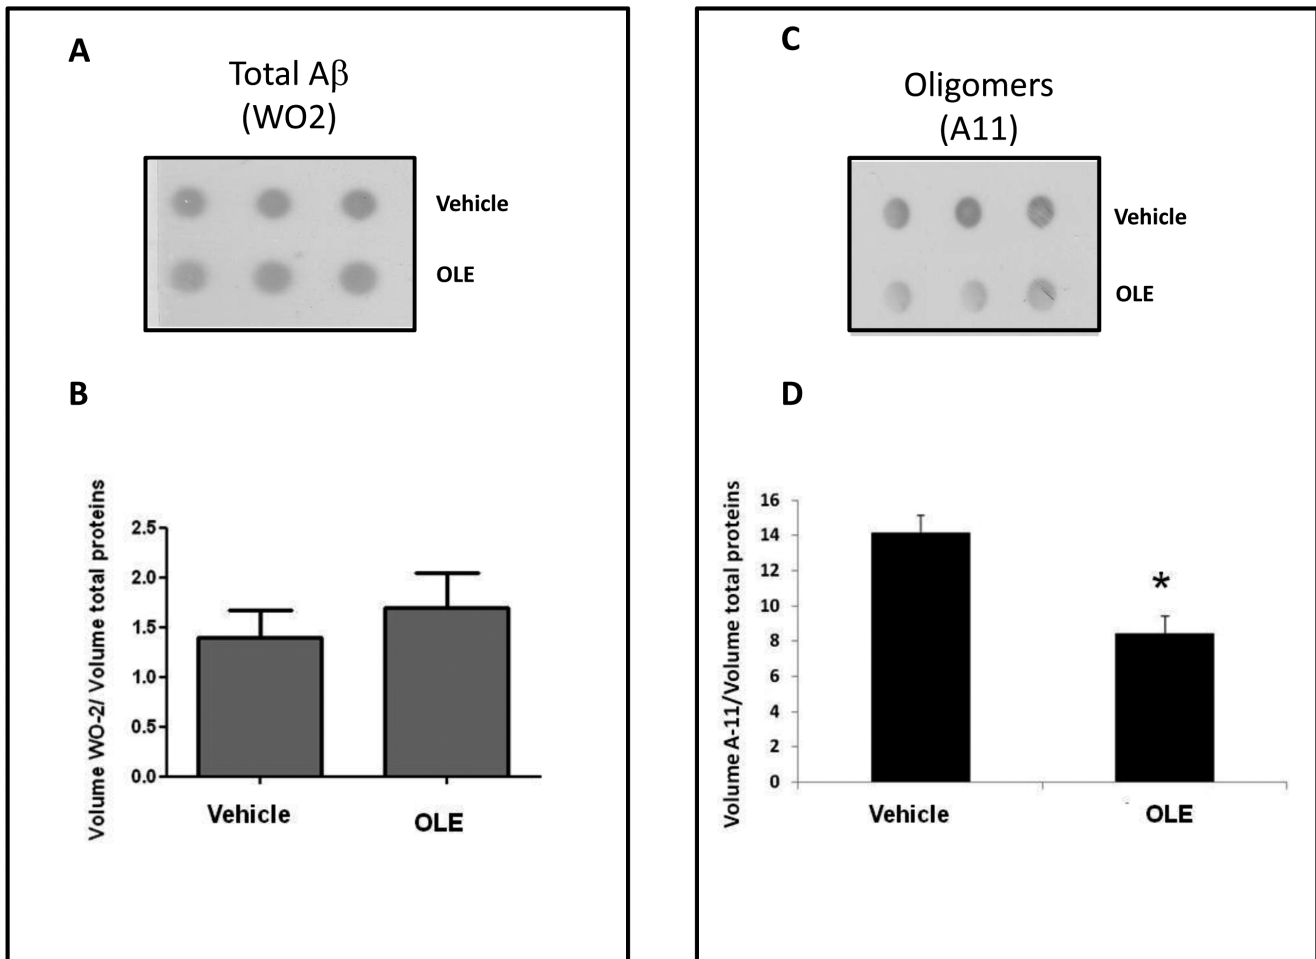 A
Total Aβ
(WO2)
Vehicle
OLE
B
Volume WO-2/ Volume total proteins
2.5
2.0
1.5
1.0
0.5
0.0
Vehicle
OLE
C
Oligomers
(A11)
Vehicle
OLE
D
Volume A-11/Volume total proteins
16
14
12
10
8
6
4
2
0
*
Vehicle
OLE